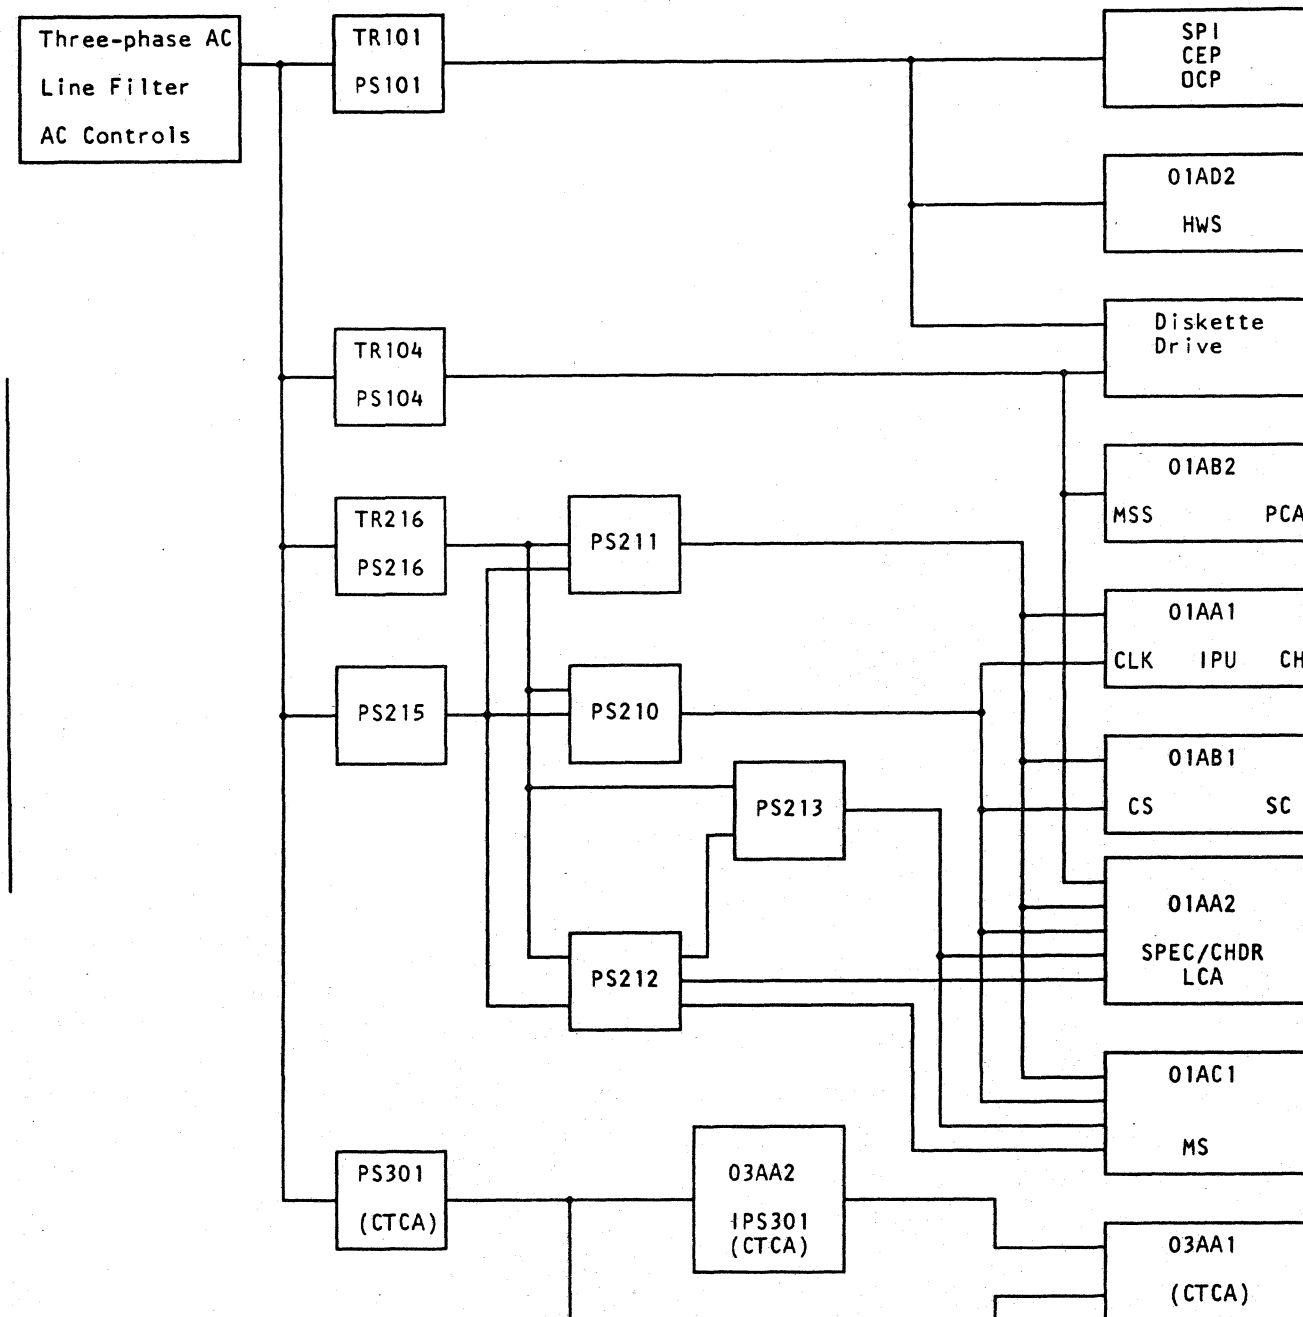 Three-phase AC
Line Filter
AC Controls
TR101
PS101
SPI
CEP
OCP
01AD2
HWS
Diskette
Drive
TR104
PS104
01AB2
MSS PCA
TR216
PS216
PS211
01AA1
CLK IPU CH
PS215
PS210
01AB1
CS SC
PS213
01AA2
SPEC/CHDR
LCA
PS212
01AC1
MS
PS301
(CTCA)
03AA2
IPS301
(CTCA)
03AA1
(CTCA)